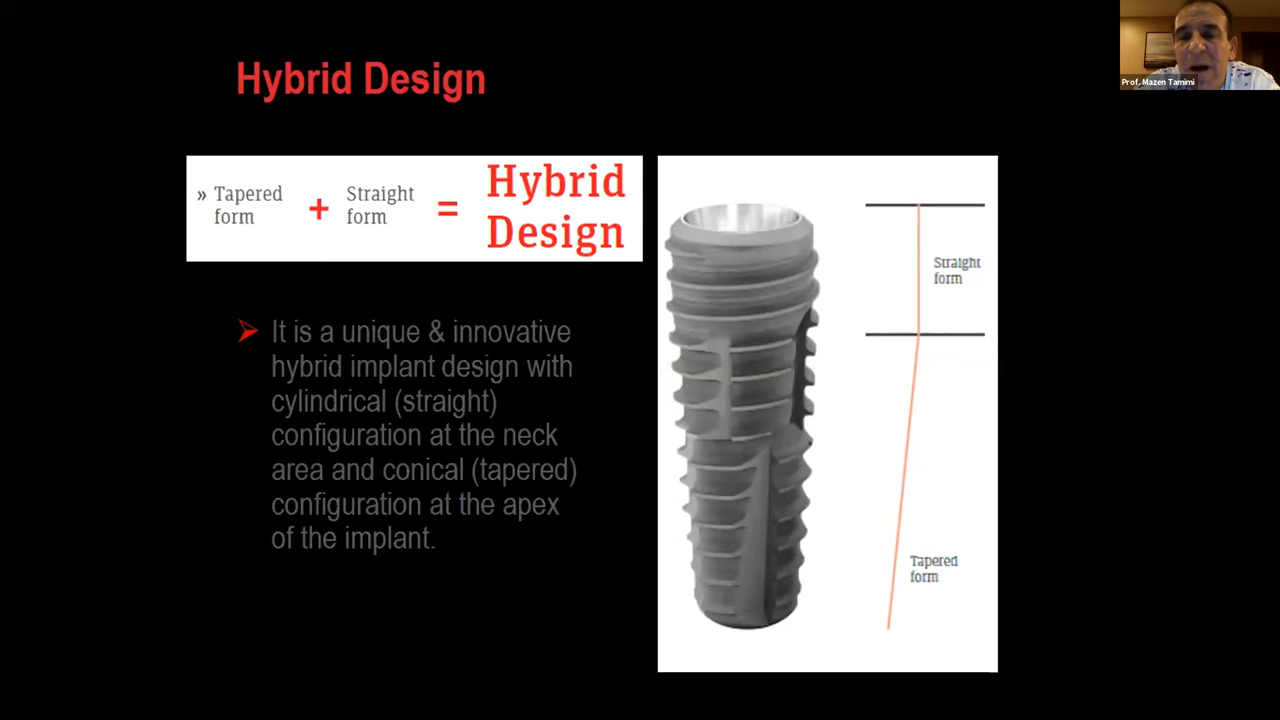 Hybrid Design
Prof. Mazen Tamimi
» Tapered form + Straight form = Hybrid Design
➢ It is a unique & innovative
hybrid implant design with
cylindrical (straight)
configuration at the neck
area and conical (tapered)
configuration at the apex
of the implant.
Straight
form
Tapered
form